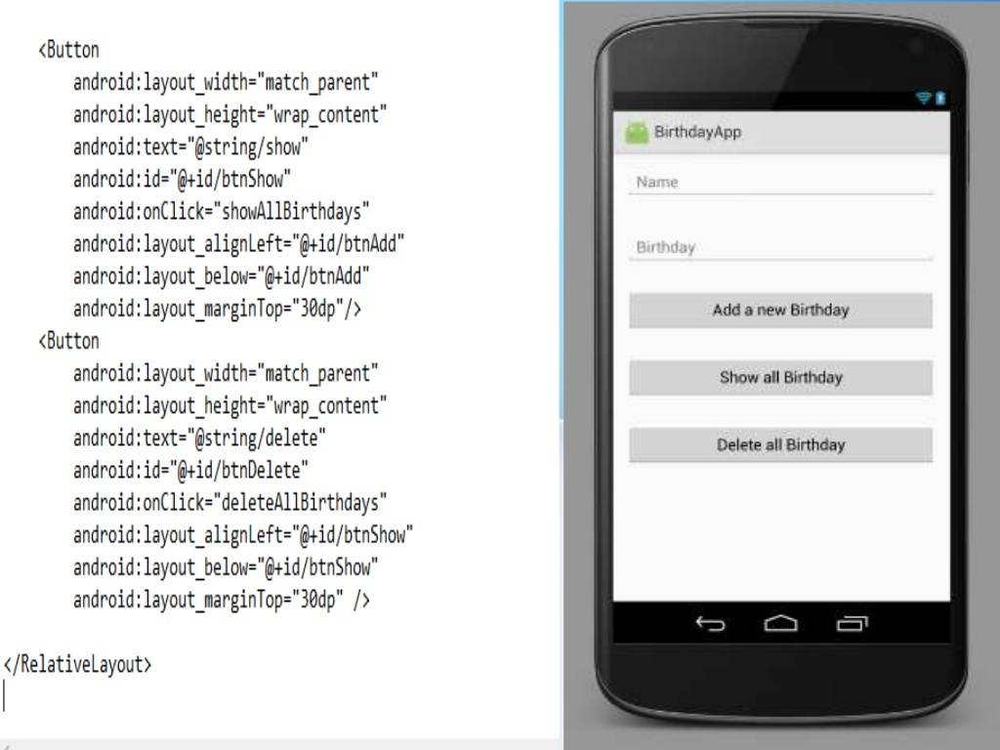 <Button
android:layout_width="match_parent"
android:layout_height="wrap_content"
android:text="@string/show"
android:id="@+id/btnShow"
android:onClick="showAllBirthdays"
android:layout_alignLeft="@+id/btnAdd"
android:layout_below="@+id/btnAdd"
android:layout_marginTop="30dp"/>
<Button
android:layout_width="match_parent"
android:layout_height="wrap_content"
android:text="@string/delete"
android:id="@+id/btnDelete"
android:onClick="deleteAllBirthdays"
android:layout_alignLeft="@+id/btnShow"
android:layout_below="@+id/btnShow"
android:layout_marginTop="30dp" />
</RelativeLayout>
BirthdayApp
Name
Birthday
Add a new Birthday
Show all Birthday
Delete all Birthday